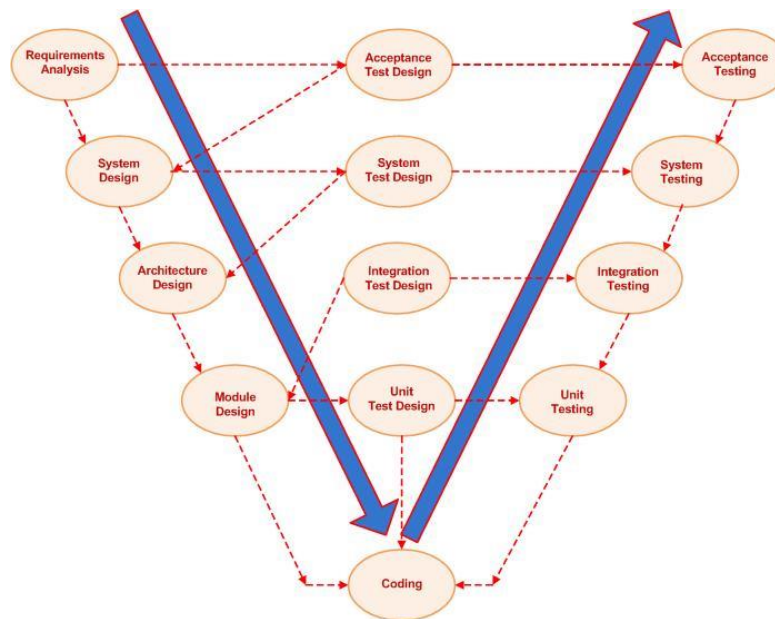 Requirements
Analysis
Acceptance
Test Design
Acceptance
Testing
System
Design
System
Test Design
System
Testing
Architecture
Design
Integration
Test Design
Integration
Testing
Module
Design
Unit
Test Design
Unit
Testing
Coding